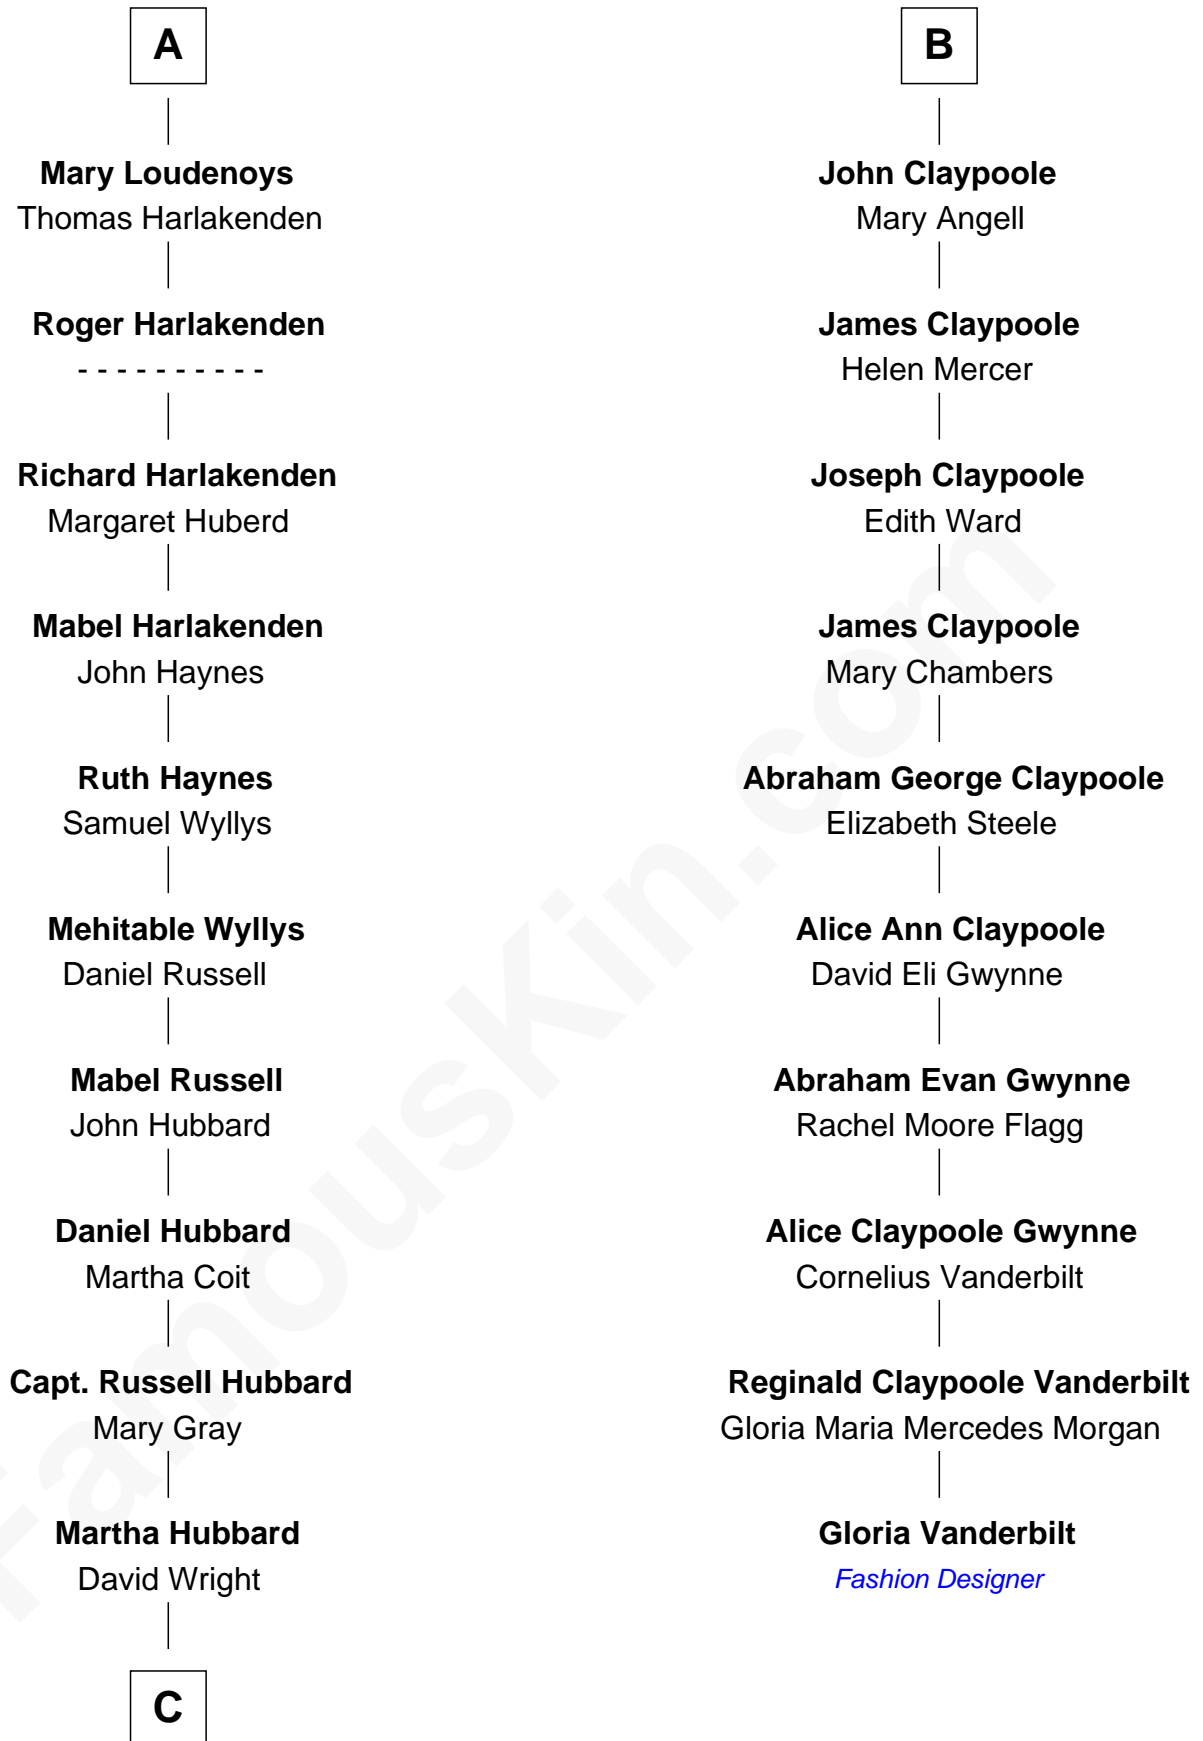 A
Mary Loudenoys
Thomas Harlakenden
Roger Harlakenden
- - - - - - - - - -
Richard Harlakenden
Margaret Huberd
Mabel Harlakenden
John Haynes
Ruth Haynes
Samuel Wyllys
Mehitable Wyllys
Daniel Russell
Mabel Russell
John Hubbard
Daniel Hubbard
Martha Coit
Capt. Russell Hubbard
Mary Gray
Martha Hubbard
David Wright
C
B
John Claypoole
Mary Angell
James Claypoole
Helen Mercer
Joseph Claypoole
Edith Ward
James Claypoole
Mary Chambers
Abraham George Claypoole
Elizabeth Steele
Alice Ann Claypoole
David Eli Gwynne
Abraham Evan Gwynne
Rachel Moore Flagg
Alice Claypoole Gwynne
Cornelius Vanderbilt
Reginald Claypoole Vanderbilt
Gloria Maria Mercedes Morgan
Gloria Vanderbilt
Fashion Designer
FamousKin.com